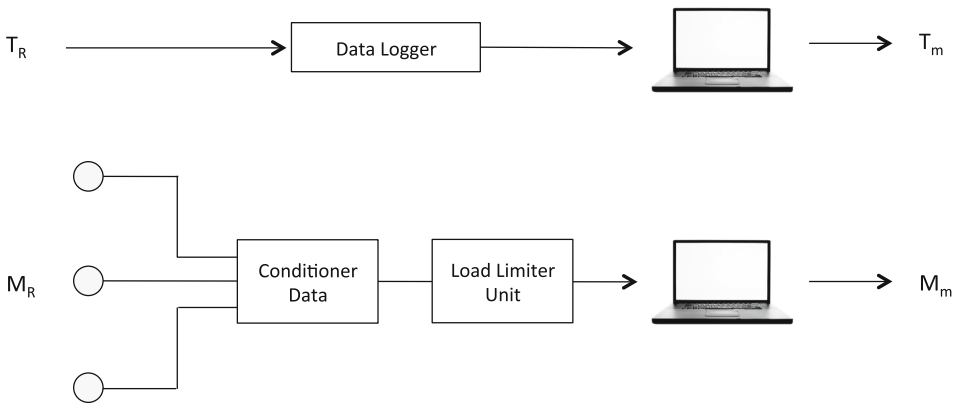 T_R
Data Logger
T_m
M_R
Conditioner
Data
Load Limiter
Unit
M_m